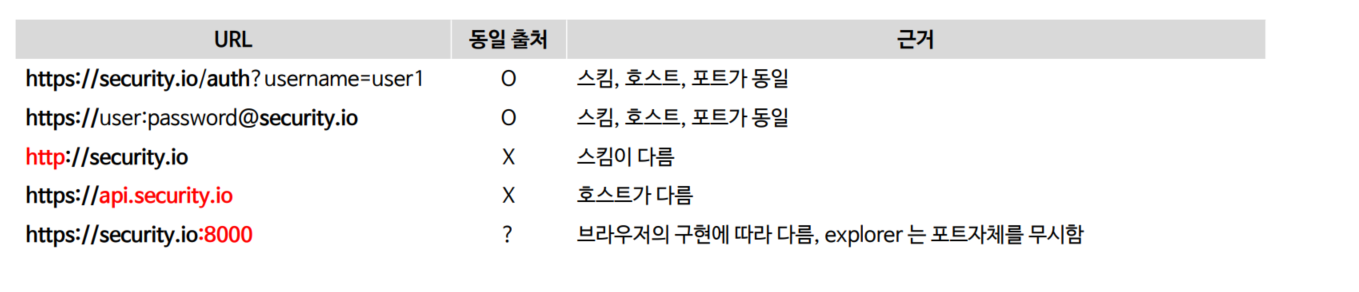 URL 동일 출처 근거
https://security.io/auth?username=user1 O 스킴, 호스트, 포트가 동일
https://user:password@security.io O 스킴, 호스트, 포트가 동일
http://security.io X 스킴이 다름
https://api.security.io X 호스트가 다름
https://security.io:8000 ? 브라우저의 구현에 따라 다름, explorer 는 포트자체를 무시함